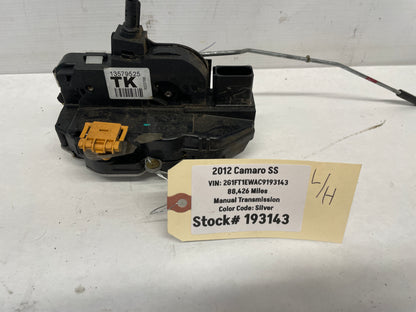 13579525
TK
2012 Camaro SS
VIN: 2G1FT1EWAC9193143
88,426 Miles
Manual Transmission
Color Code: Silver
Stock# 193143
L/H